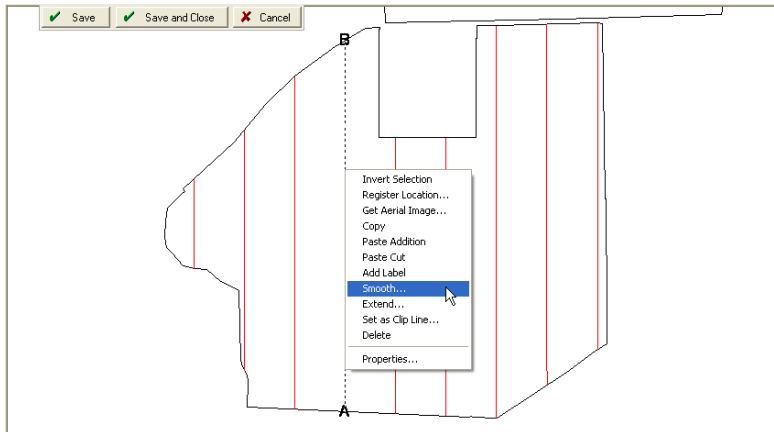 Save Save and Close Cancel
B
Invert Selection
Register Location...
Get Aerial Image...
Copy
Paste Addition
Paste Cut
Add Label
Smooth...
Extend...
Set as Clip Line...
Delete
Properties...
A